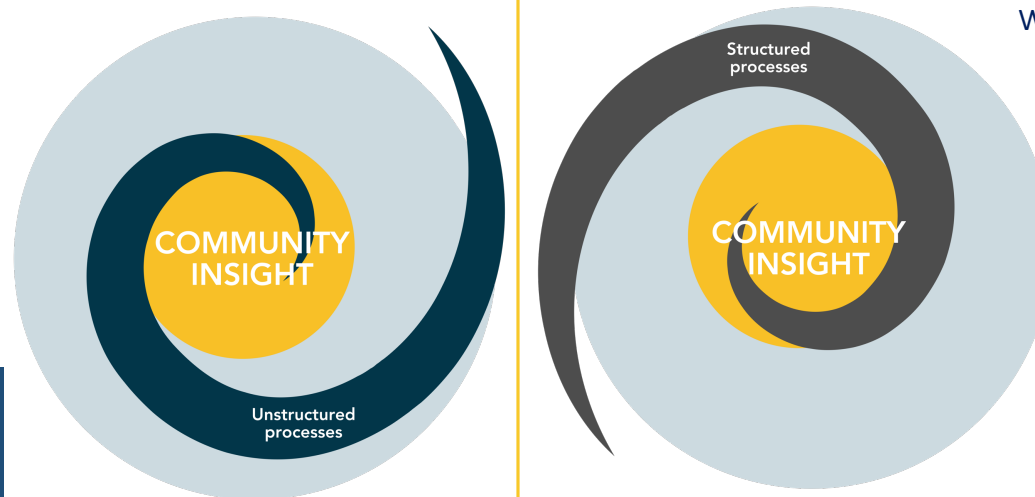 COMMUNITY
INSIGHT
Unstructured
processes
Structured
processes
COMMUNITY
INSIGHT
W